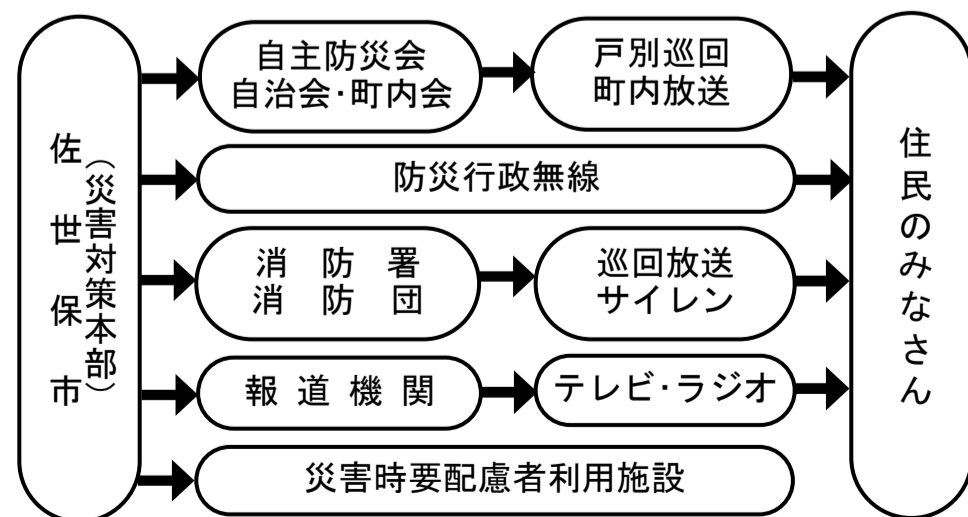 佐世保市
（災害対策本部）
自主防災会
自治会・町内会
戸別巡回
町内放送
防災行政無線
消防署
消防団
巡回放送
サイレン
報道機関
テレビ・ラジオ
災害時要配慮者利用施設
住民のみなさん